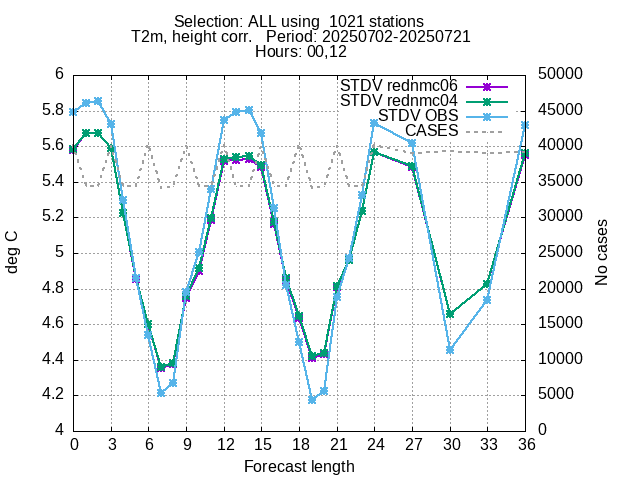 Selection: ALL using  1021 stations
T2m, height corr.   Period: 20250702-20250721
Hours: 00,12
STDV rednmc06
STDV rednmc04
STDV OBS
CASES
deg C
6
5.8
5.6
5.4
5.2
5
4.8
4.6
4.4
4.2
4
50000
45000
40000
35000
30000
25000
20000
15000
10000
5000
0
No cases
0 3 6 9 12 15 18 21 24 27 30 33 36
Forecast length